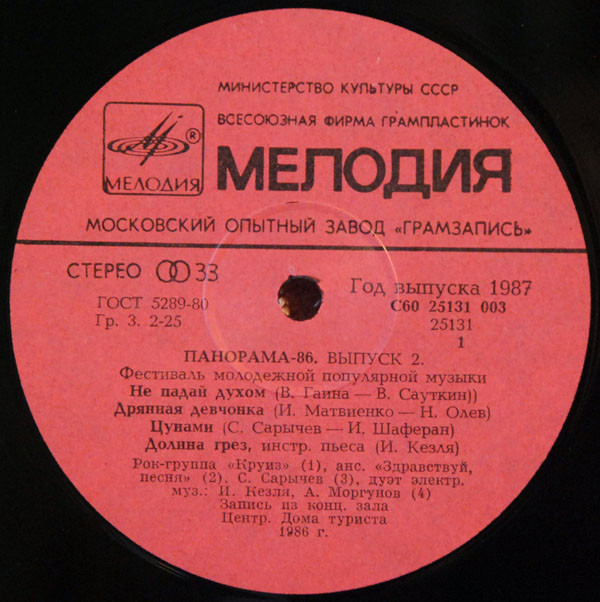 МИНИСТЕРСТВО КУЛЬТУРЫ СССР
ВСЕСОЮЗНАЯ ФИРМА ГРАМПЛАСТИНОК
®
МЕЛОДИЯ
МЕЛОДИЯ
МОСКОВСКИЙ ОПЫТНЫЙ ЗАВОД «ГРАМЗАПИСЬ»
СТЕРЕО 33
Год выпуска 1987
ГОСТ 5289-80
С60 25131 003
Гр. 3. 2-25
25131
1
ПАНОРАМА-86. ВЫПУСК 2.
Фестиваль молодежной популярной музыки
Не падай духом (В. Гаина — В. Сауткин))
Дрянная девчонка (И. Матвиенко — Н. Олев)
Цунами (С. Сарычев — И. Шаферан)
Долина грез, инстр. пьеса (И. Кезля)
Рок-группа «Круиз» (1), анс. «Здравствуй,
песня» (2). С. Сарычев (3), дуэт электр.
муз.: И. Кезля, А. Моргунов (4)
Запись из конц. зала
Центр. Дома туриста
1986 г.